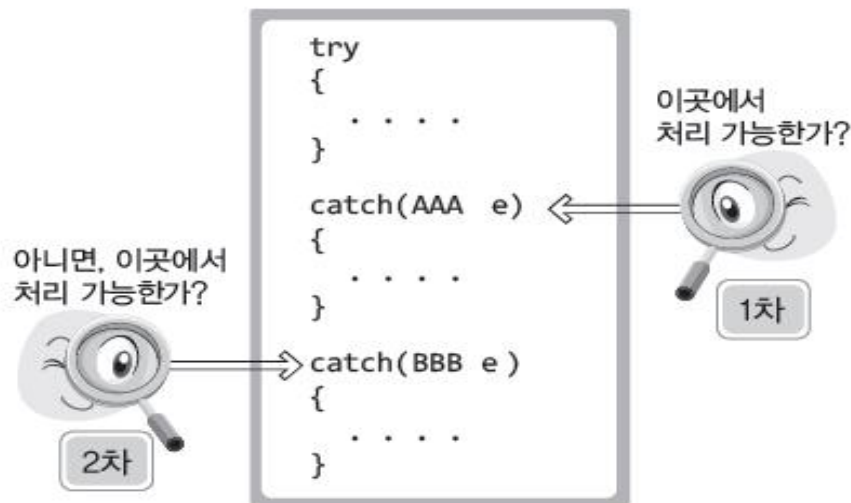 try
{
. . . .
}
이곳에서
처리 가능한가?
catch(AAA e)
{
. . . .
}
1차
아니면, 이곳에서
처리 가능한가?
catch(BBB e)
{
. . . .
}
2차